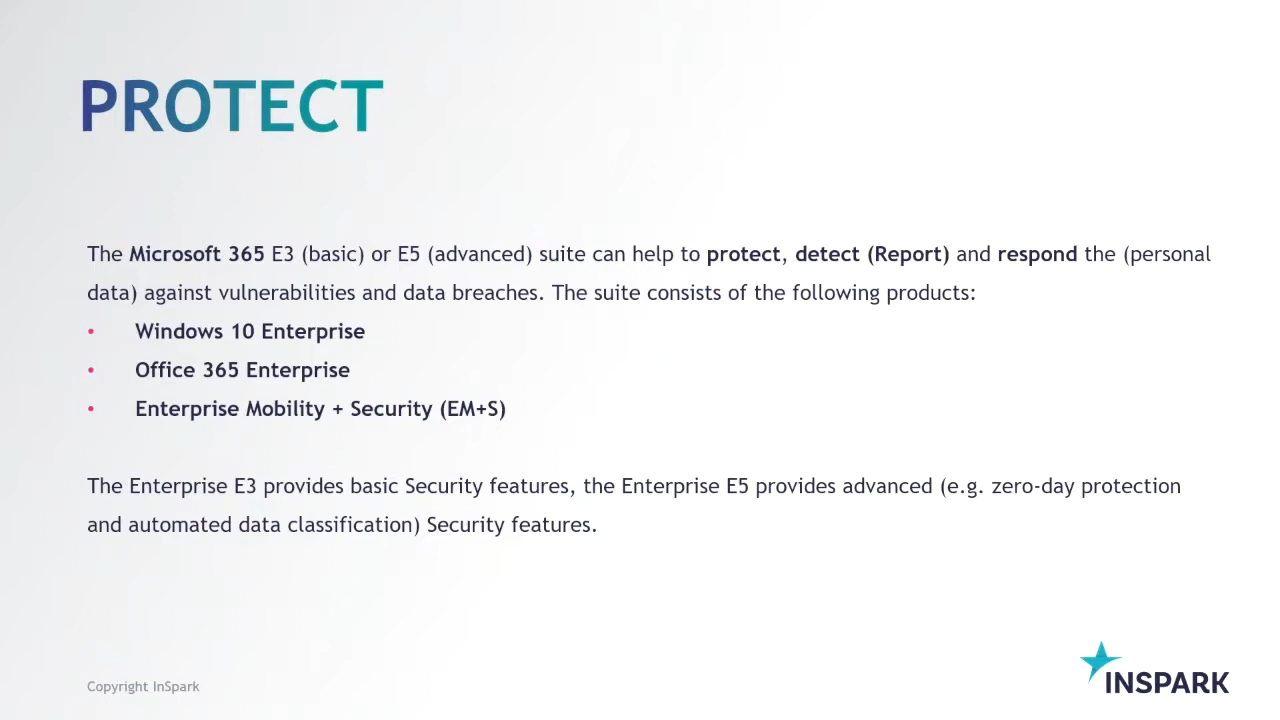 PROTECT
The Microsoft 365 E3 (basic) or E5 (advanced) suite can help to protect, detect (Report) and respond the (personal
data) against vulnerabilities and data breaches. The suite consists of the following products:
• Windows 10 Enterprise
• Office 365 Enterprise
• Enterprise Mobility + Security (EM+S)
The Enterprise E3 provides basic Security features, the Enterprise E5 provides advanced (e.g. zero-day protection
and automated data classification) Security features.
Copyright InSpark
INSPARK